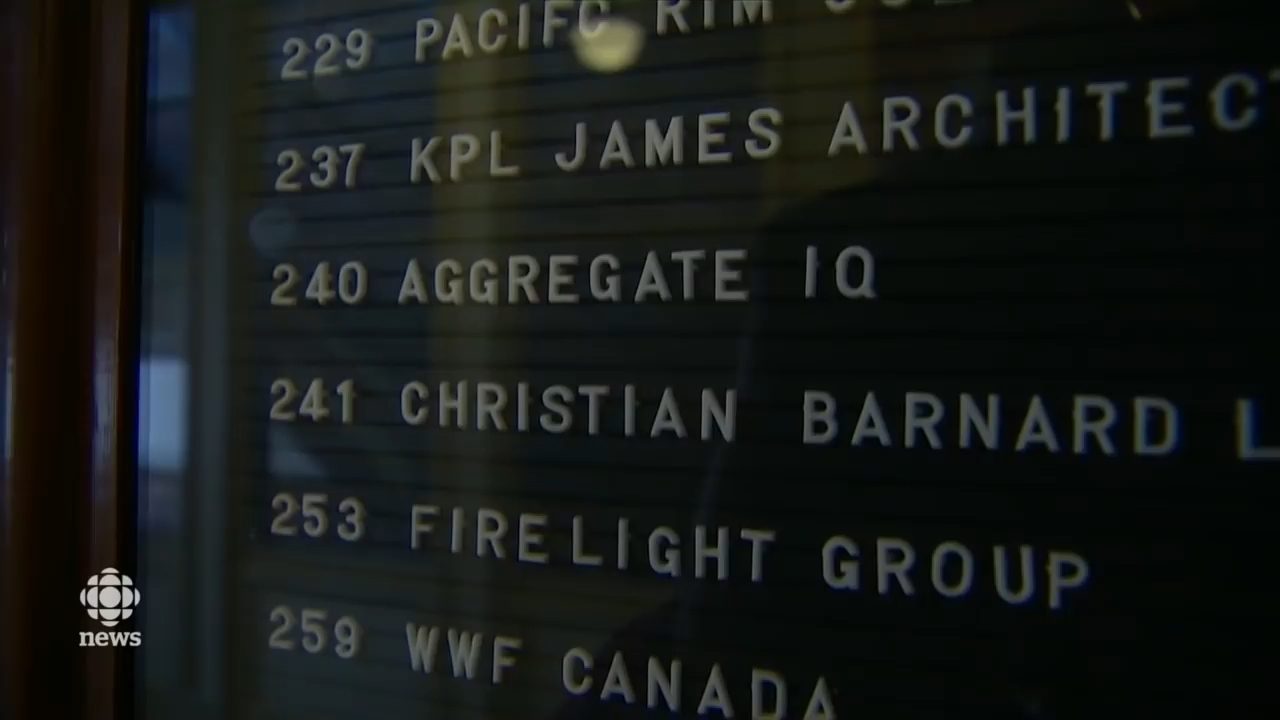 229 PACIFC RIM
237 KPL JAMES ARCHITEC
240 AGGREGATE IQ
241 CHRISTIAN BARNARD L
253 FIRELIGHT GROUP
259 WWF CANADA
news